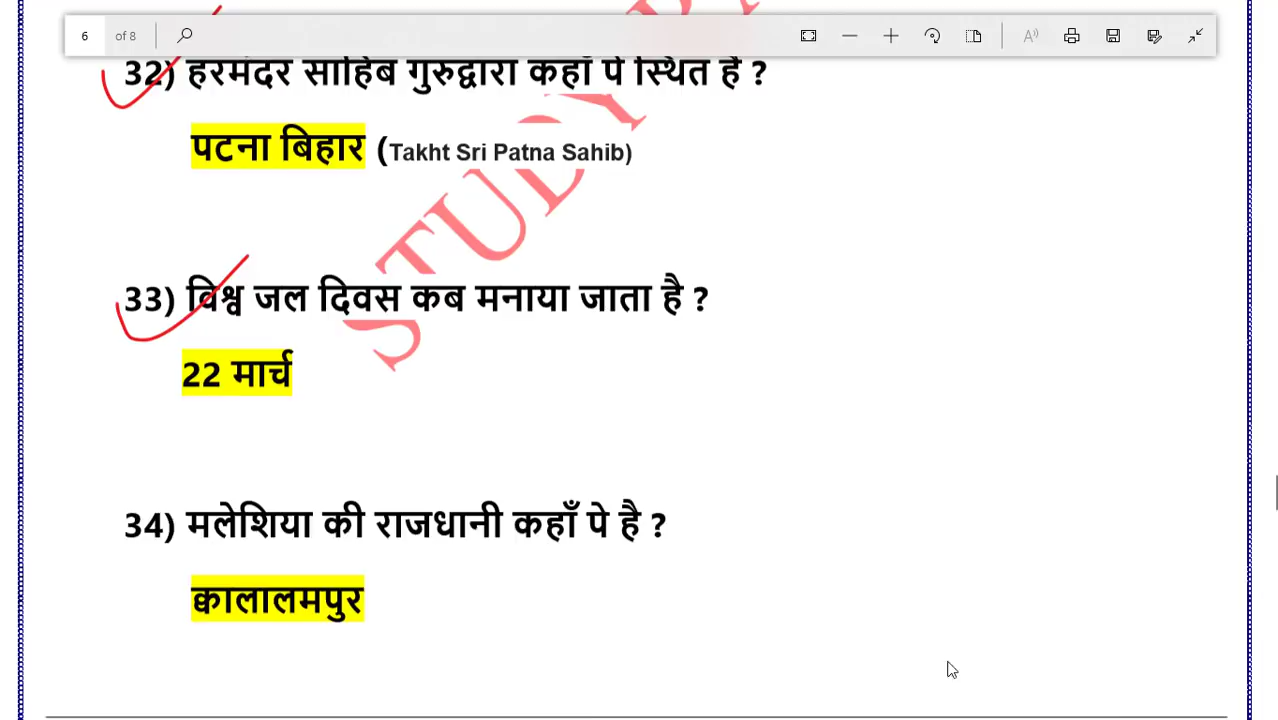 6 of 8
32) हरमंदर साहिब गुरुद्वारा कहाँ पे स्थित है ?
पटना बिहार (Takht Sri Patna Sahib)
33) विश्व जल दिवस कब मनाया जाता है ?
22 मार्च
34) मलेशिया की राजधानी कहाँ पे है ?
क्वालालमपुर
STUDY